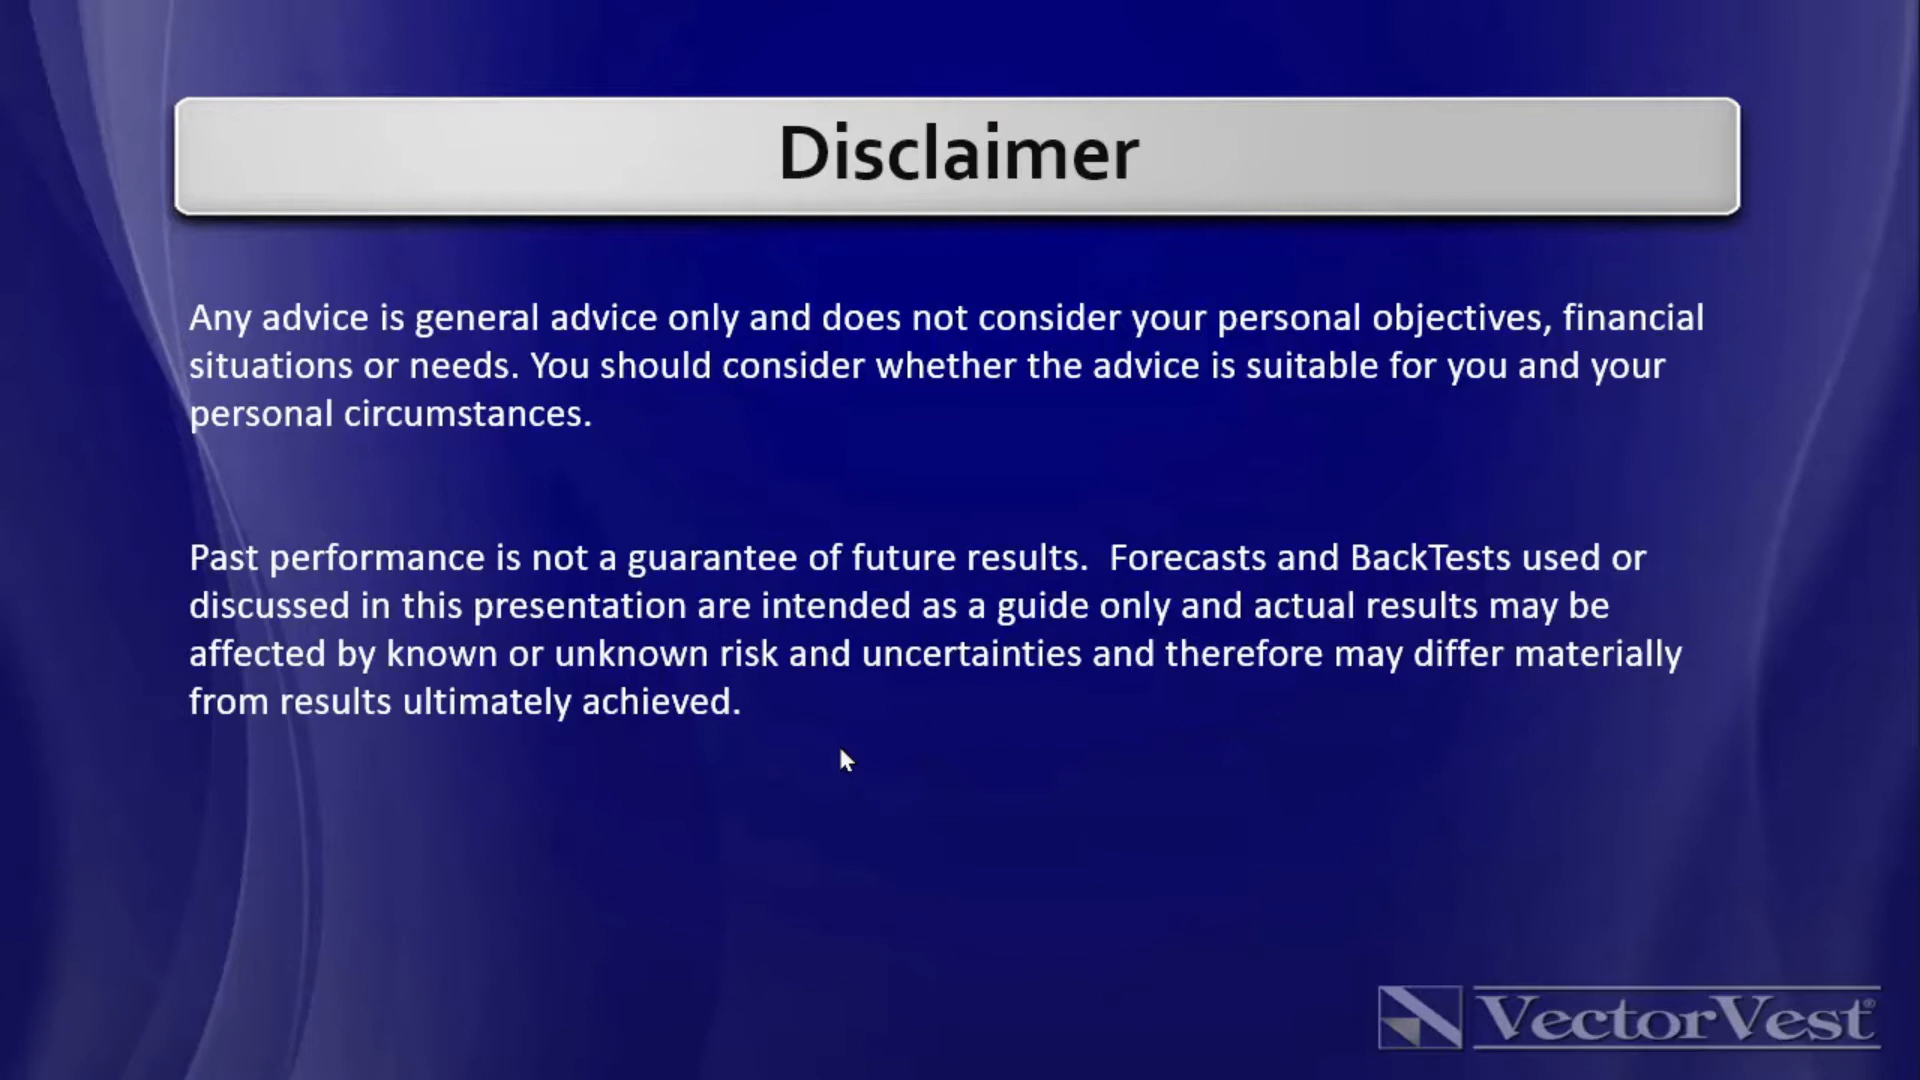 Disclaimer
Any advice is general advice only and does not consider your personal objectives, financial
situations or needs. You should consider whether the advice is suitable for you and your
personal circumstances.
Past performance is not a guarantee of future results.  Forecasts and BackTests used or
discussed in this presentation are intended as a guide only and actual results may be
affected by known or unknown risk and uncertainties and therefore may differ materially
from results ultimately achieved.
VectorVest®